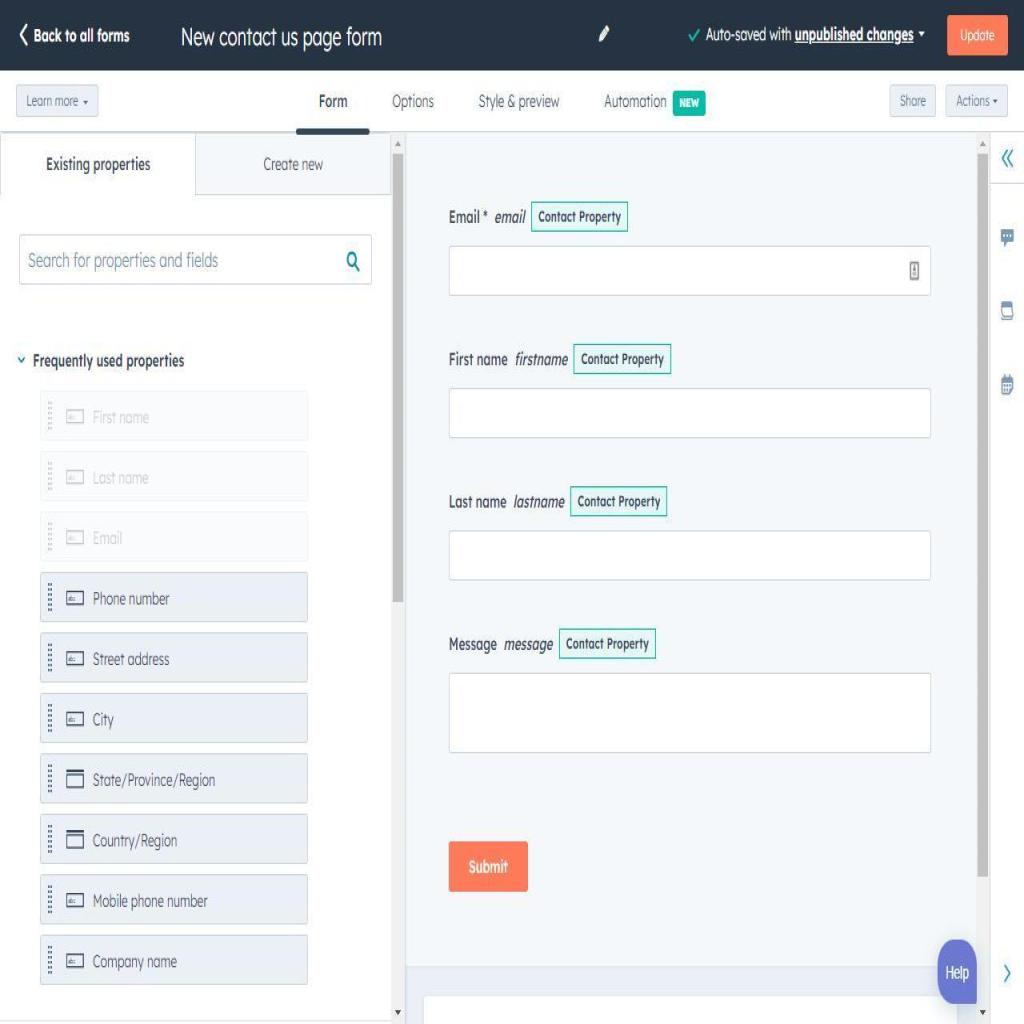 Back to all forms
New contact us page form
Auto-saved with unpublished changes
Update
Learn more
Form
Options
Style & preview
Automation NEW
Share
Actions
Existing properties
Create new
Search for properties and fields
Frequently used properties
First name
Last name
Email
Phone number
Street address
City
State/Province/Region
Country/Region
Mobile phone number
Company name
Email * email Contact Property
First name firstname Contact Property
Last name lastname Contact Property
Message message Contact Property
Submit
Help